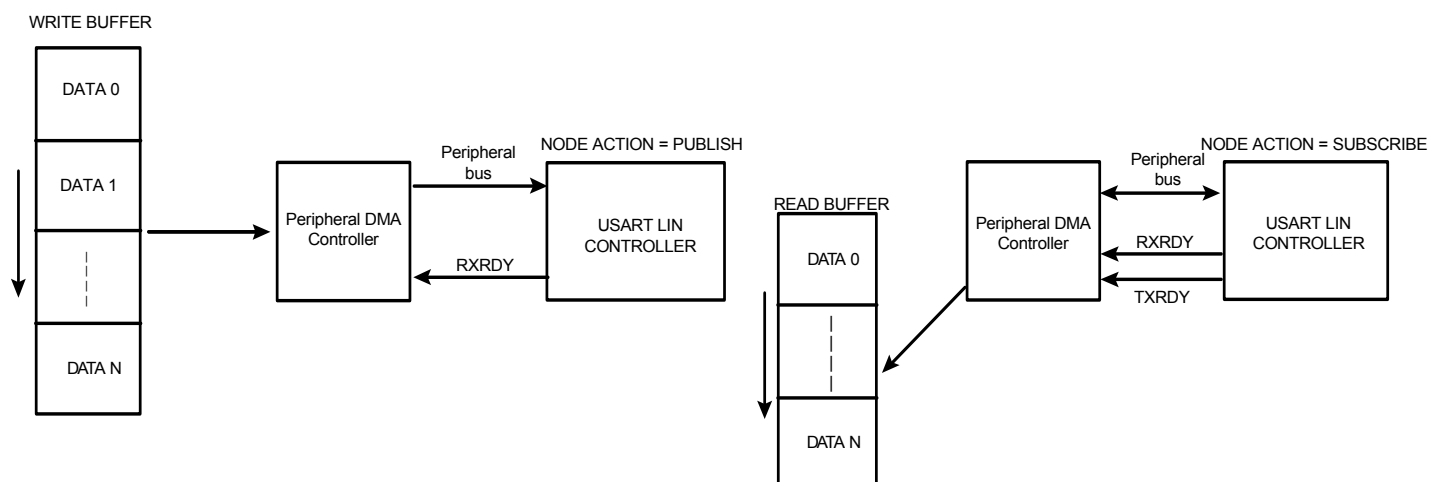 WRITE BUFFER
DATA 0
DATA 1
DATA N
Peripheral DMA
Controller
Peripheral
bus
RXRDY
NODE ACTION = PUBLISH
USART LIN
CONTROLLER
READ BUFFER
DATA 0
DATA N
Peripheral DMA
Controller
Peripheral
bus
RXRDY
TXRDY
NODE ACTION = SUBSCRIBE
USART LIN
CONTROLLER